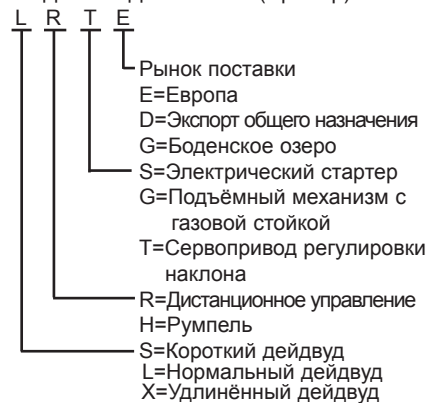 L R T E
Рынок поставки
E=Европа
D=Экспорт общего назначения
G=Боденское озеро
S=Электрический стартер
G=Подъёмный механизм с
газовой стойкой
T=Сервопривод регулировки
наклона
R=Дистанционное управление
H=Румпель
S=Короткий дейдвуд
L=Нормальный дейдвуд
X=Удлинённый дейдвуд